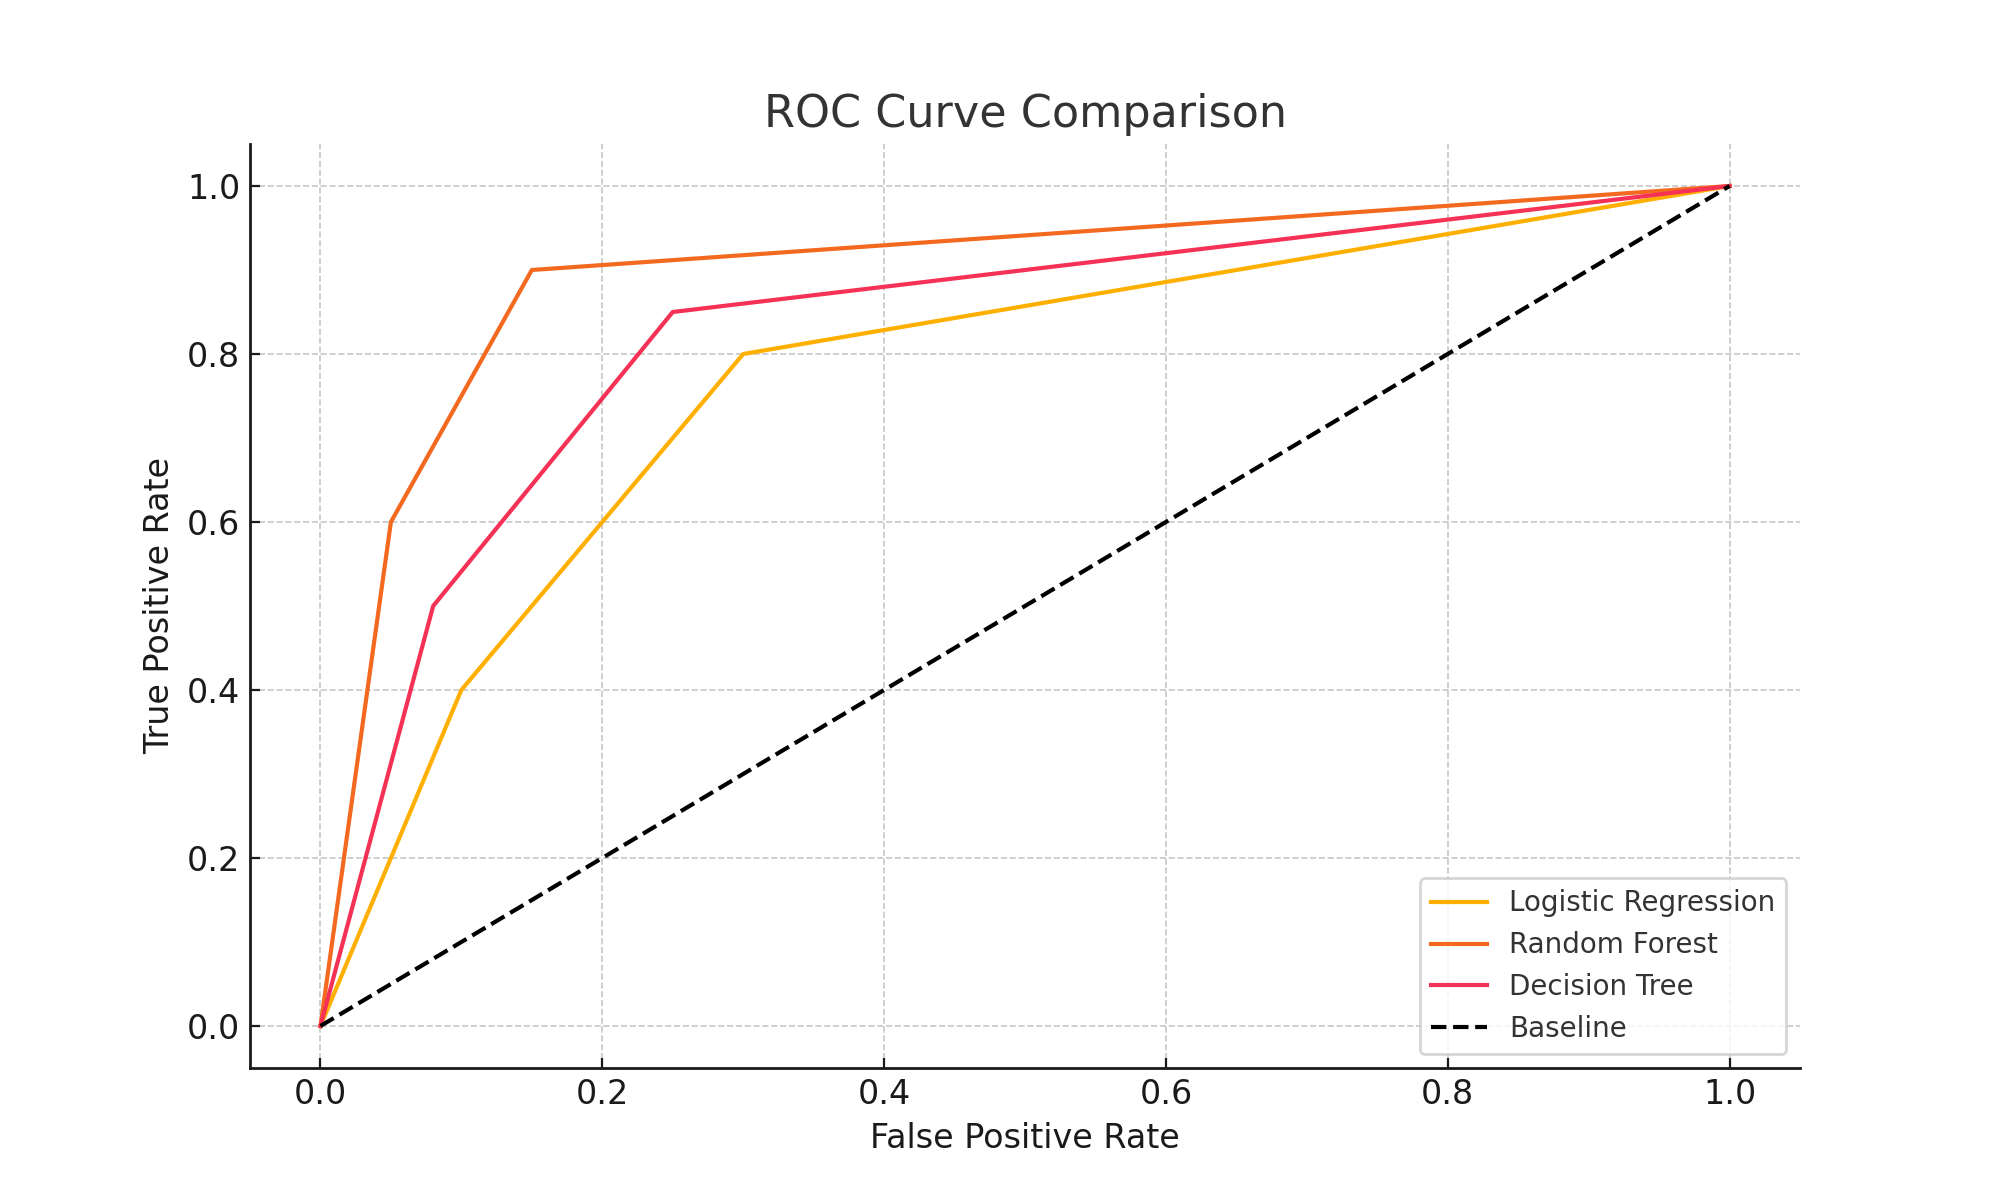 ROC Curve Comparison
True Positive Rate
1.0
0.8
0.6
0.4
0.2
0.0
0.0 0.2 0.4 0.6 0.8 1.0
False Positive Rate
Logistic Regression
Random Forest
Decision Tree
Baseline